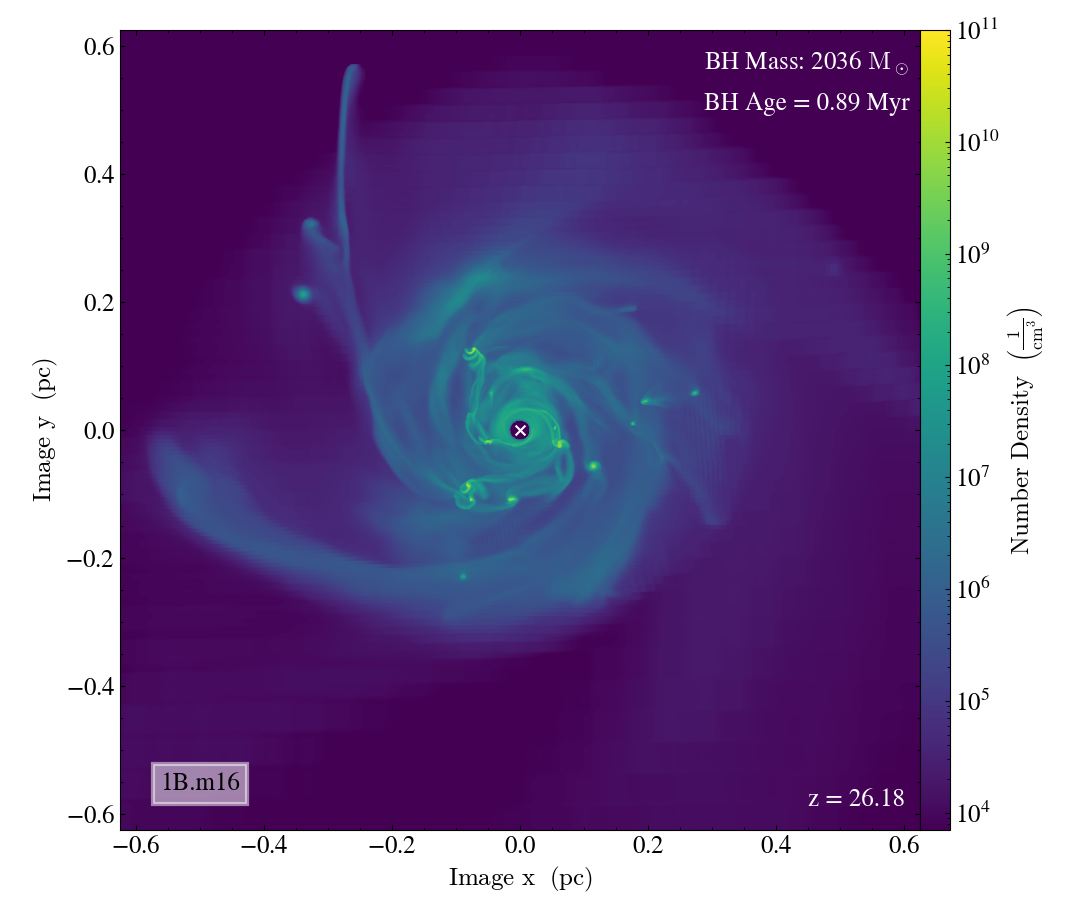 BH Mass: 2036 M☉
BH Age = 0.89 Myr
1B.m16
z = 26.18
0.6
0.4
0.2
0.0
−0.2
−0.4
−0.6
−0.6 −0.4 −0.2 0.0 0.2 0.4 0.6
Image x (pc)
Image y (pc)
10¹¹
10¹⁰
10⁹
10⁸
10⁷
10⁶
10⁵
10⁴
Number Density (1/cm³)